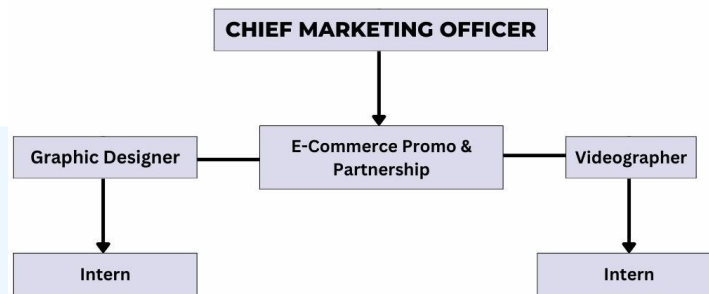 CHIEF MARKETING OFFICER
Graphic Designer
E-Commerce Promo &
Partnership
Videographer
Intern
Intern